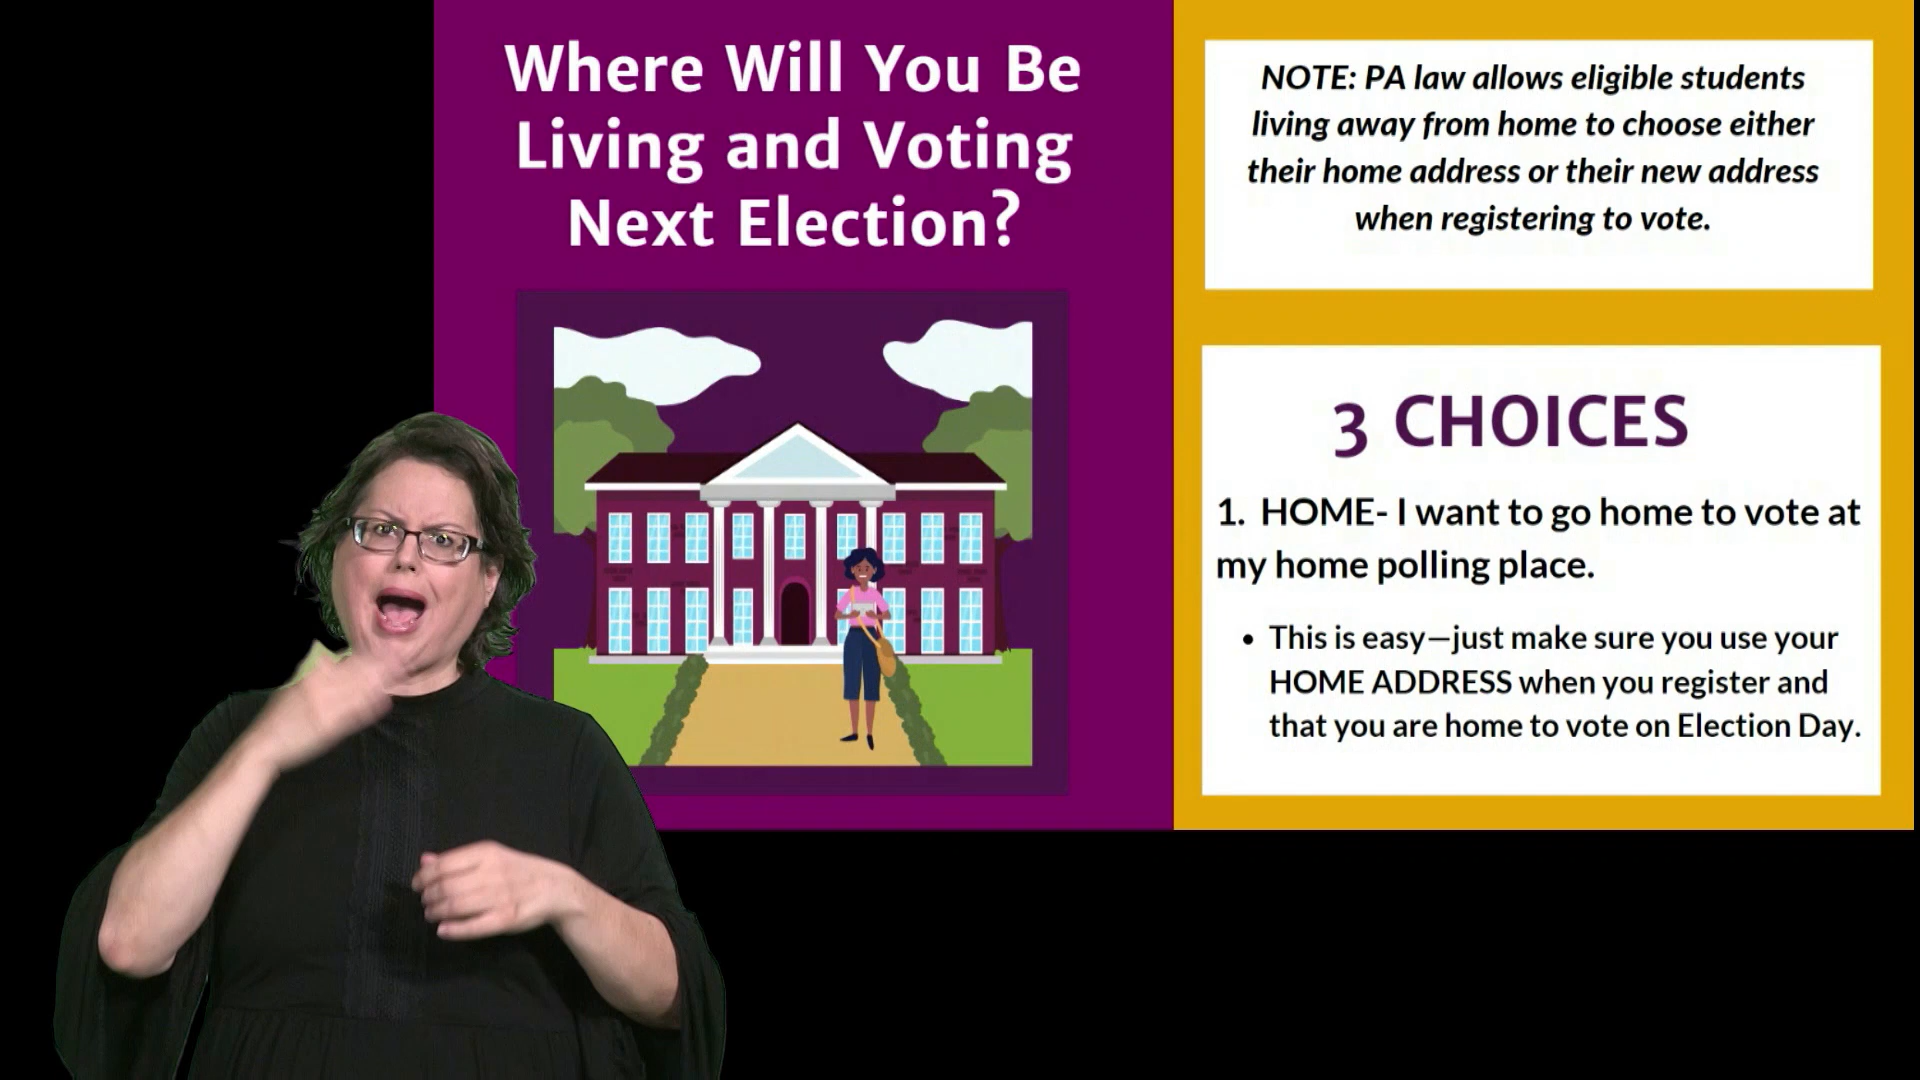 Where Will You Be
Living and Voting
Next Election?
NOTE: PA law allows eligible students
living away from home to choose either
their home address or their new address
when registering to vote.
3 CHOICES
1. HOME- I want to go home to vote at
my home polling place.
• This is easy—just make sure you use your
HOME ADDRESS when you register and
that you are home to vote on Election Day.